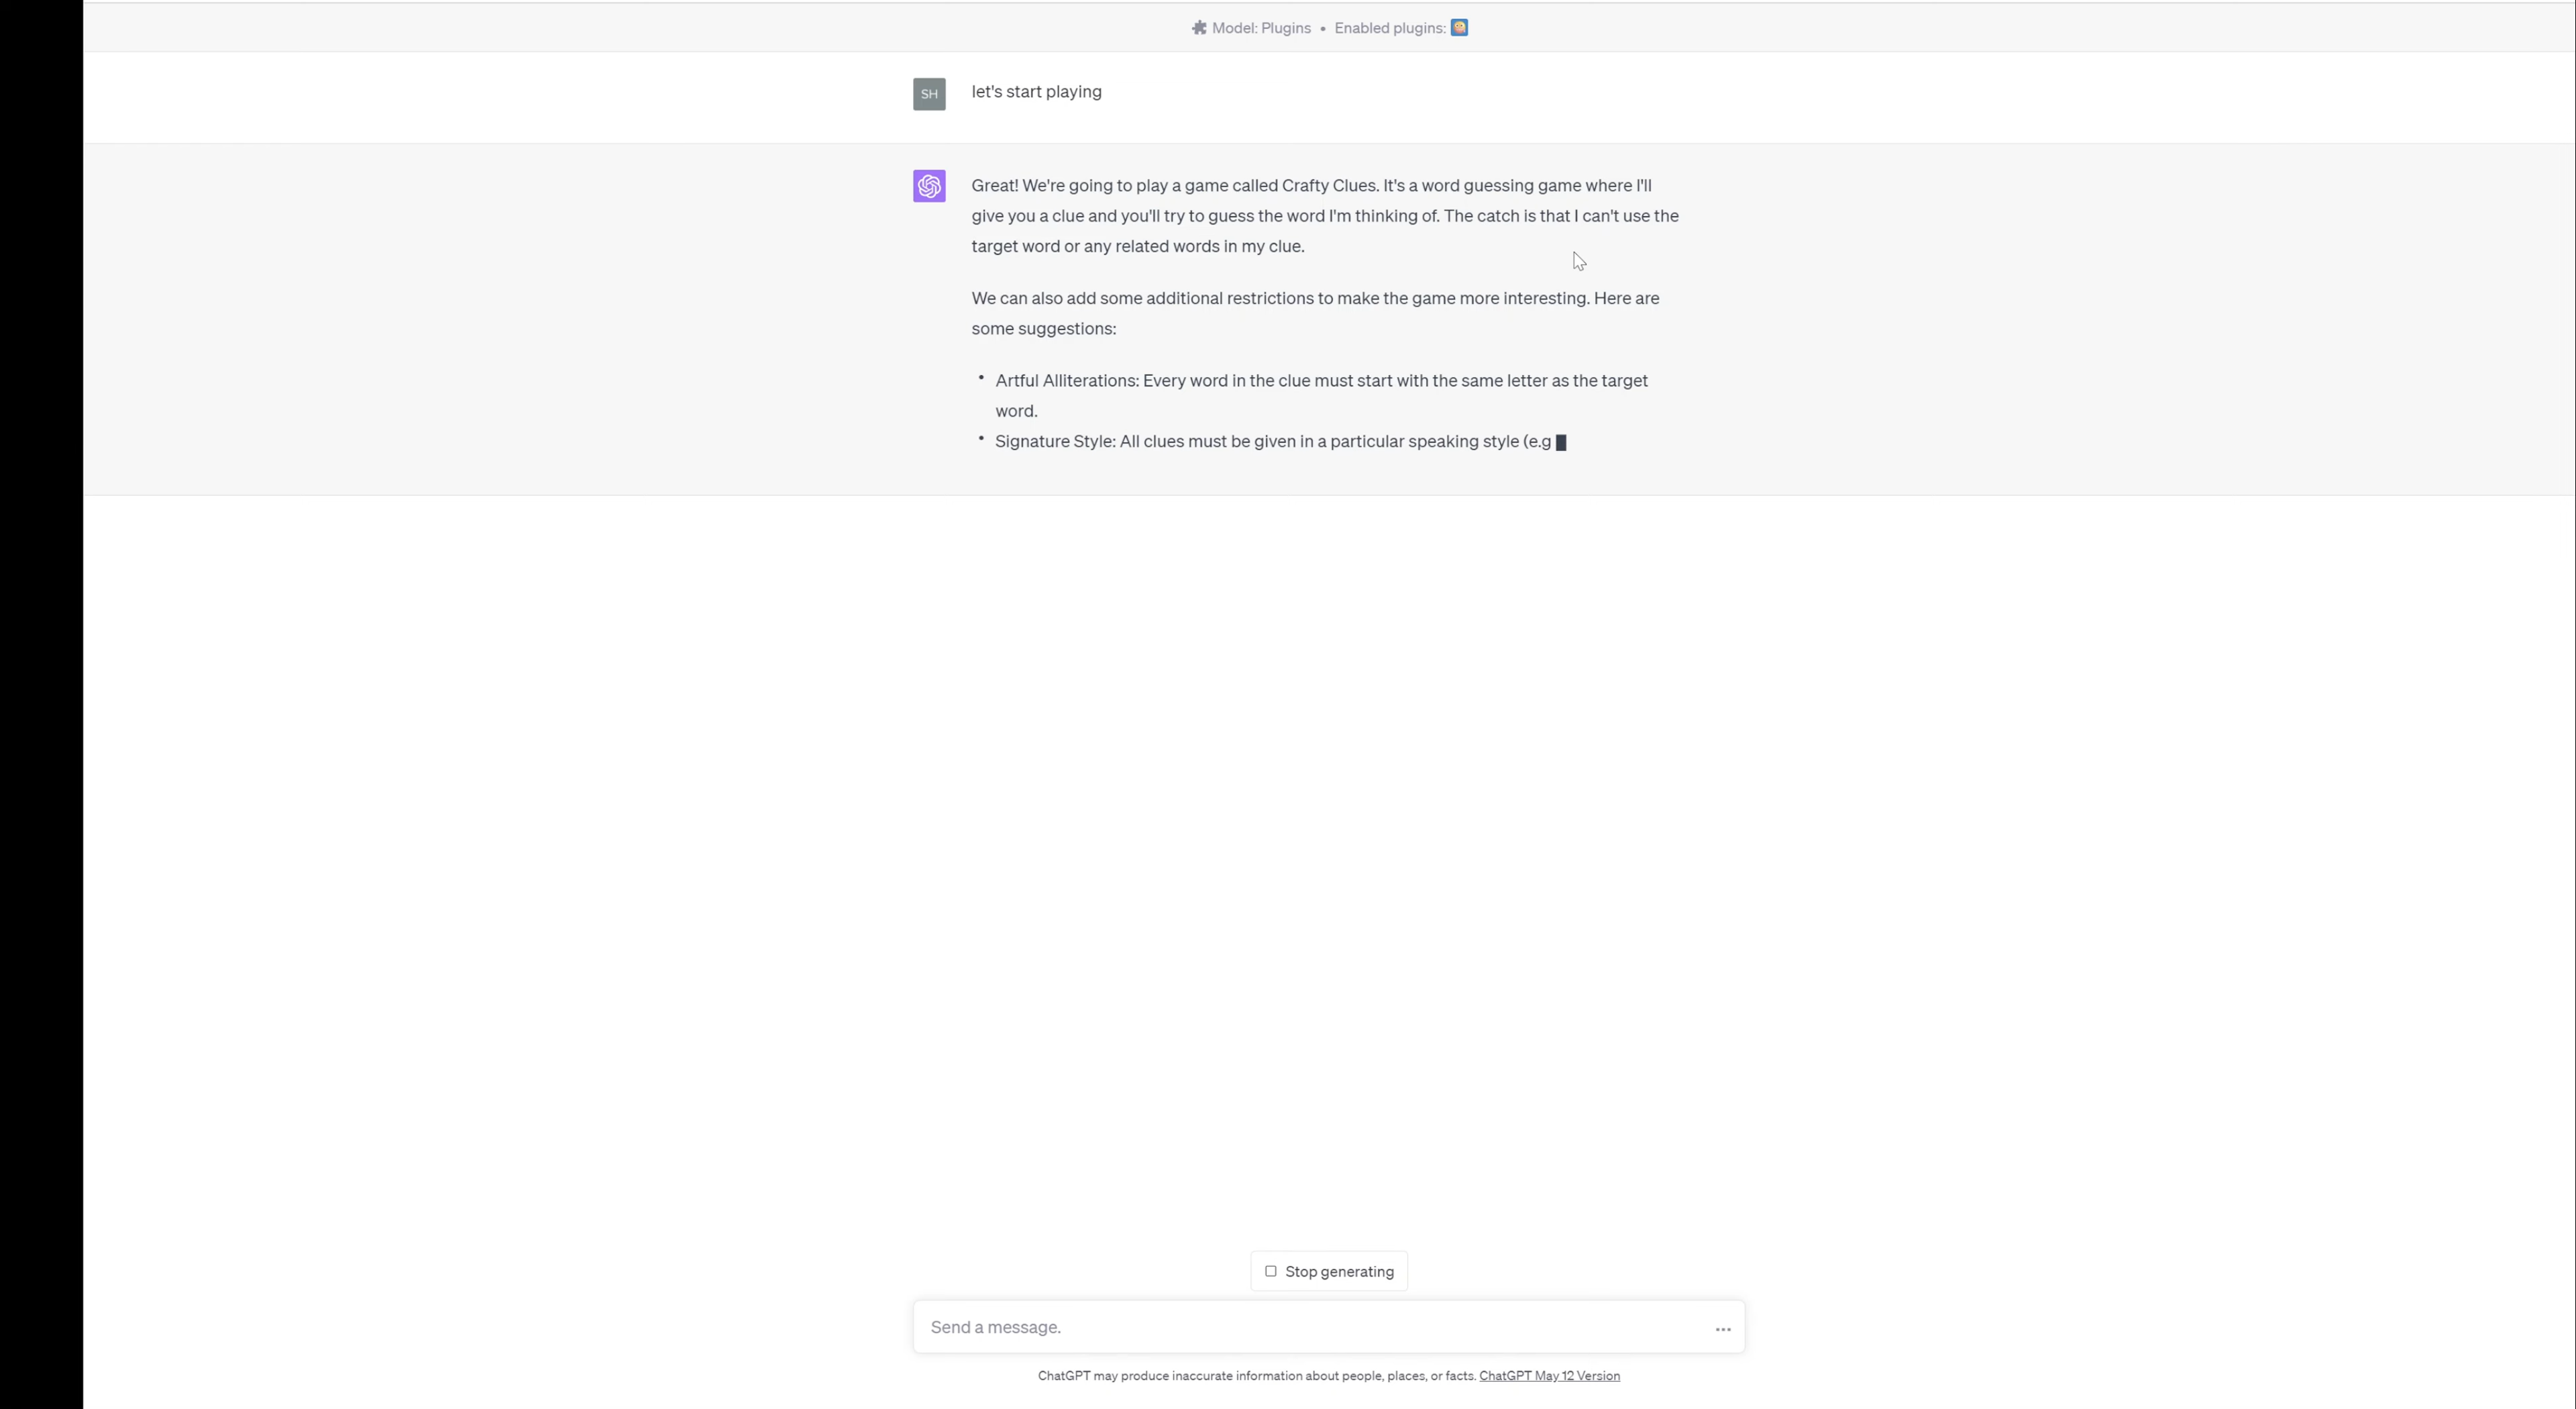 Model: Plugins • Enabled plugins:
SH
let's start playing
Great! We're going to play a game called Crafty Clues. It's a word guessing game where I'll
give you a clue and you'll try to guess the word I'm thinking of. The catch is that I can't use the
target word or any related words in my clue.
We can also add some additional restrictions to make the game more interesting. Here are
some suggestions:
• Artful Alliterations: Every word in the clue must start with the same letter as the target
word.
• Signature Style: All clues must be given in a particular speaking style (e.g
Stop generating
Send a message.
ChatGPT may produce inaccurate information about people, places, or facts. ChatGPT May 12 Version